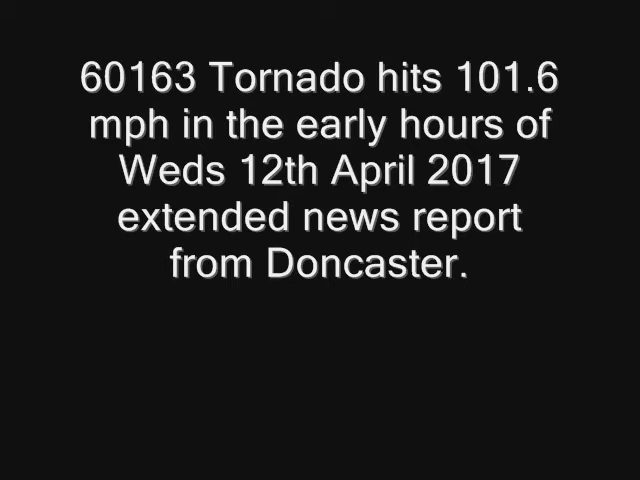 60163 Tornado hits 101.6
mph in the early hours of
Weds 12th April 2017
extended news report
from Doncaster.